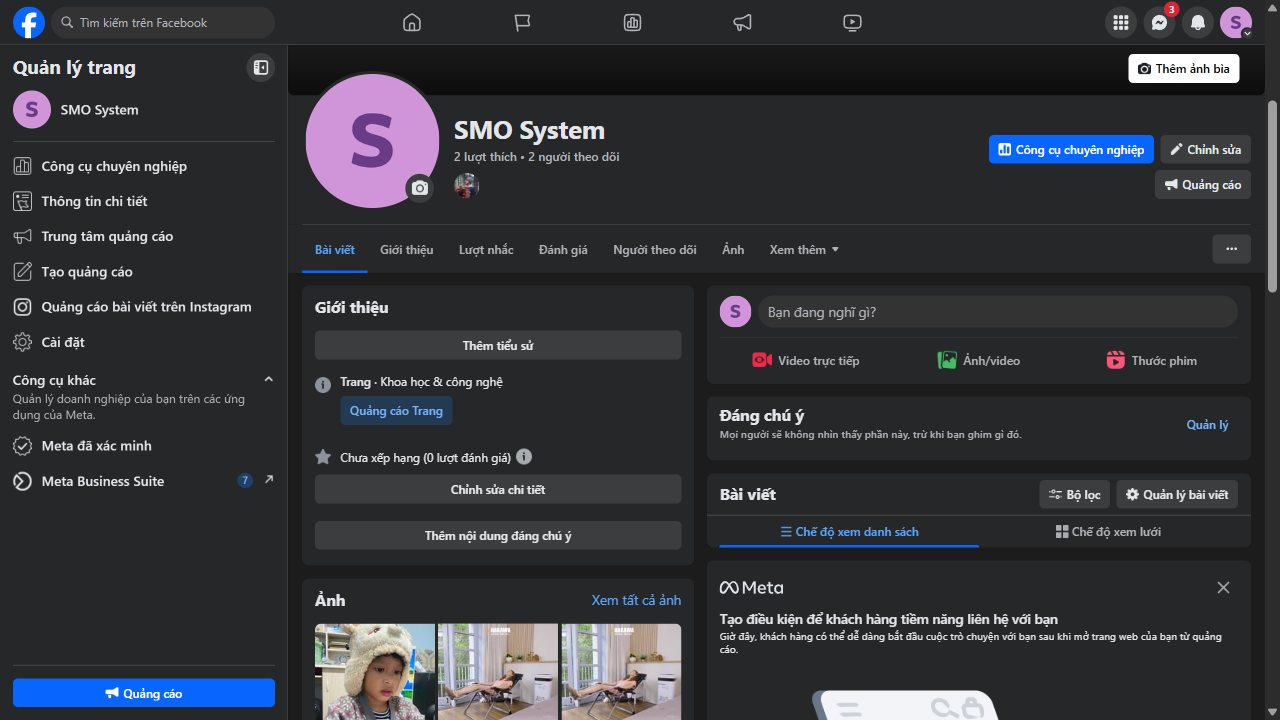 Tìm kiếm trên Facebook
3
S
Quản lý trang
S
SMO System
Công cụ chuyên nghiệp
Thông tin chi tiết
Trung tâm quảng cáo
Tạo quảng cáo
Quảng cáo bài viết trên Instagram
Cài đặt
Công cụ khác
Quản lý doanh nghiệp của bạn trên các ứng
dụng của Meta.
Meta đã xác minh
Meta Business Suite
7
Quảng cáo
Thêm ảnh bìa
S
SMO System
2 lượt thích • 2 người theo dõi
Công cụ chuyên nghiệp
Chỉnh sửa
Quảng cáo
Bài viết
Giới thiệu
Lượt nhắc
Đánh giá
Người theo dõi
Ảnh
Xem thêm
Giới thiệu
Thêm tiểu sử
Trang · Khoa học & công nghệ
Quảng cáo Trang
Chưa xếp hạng (0 lượt đánh giá)
Chỉnh sửa chi tiết
Thêm nội dung đáng chú ý
Ảnh
Xem tất cả ảnh
S
Bạn đang nghĩ gì?
Video trực tiếp
Ảnh/video
Thước phim
Đáng chú ý
Mọi người sẽ không nhìn thấy phần này, trừ khi bạn ghim gì đó.
Quản lý
Bài viết
Bộ lọc
Quản lý bài viết
Chế độ xem danh sách
Chế độ xem lưới
Meta
Tạo điều kiện để khách hàng tiềm năng liên hệ với bạn
Giờ đây, khách hàng có thể dễ dàng bắt đầu cuộc trò chuyện với bạn sau khi mở trang web của bạn từ quảng
cáo.